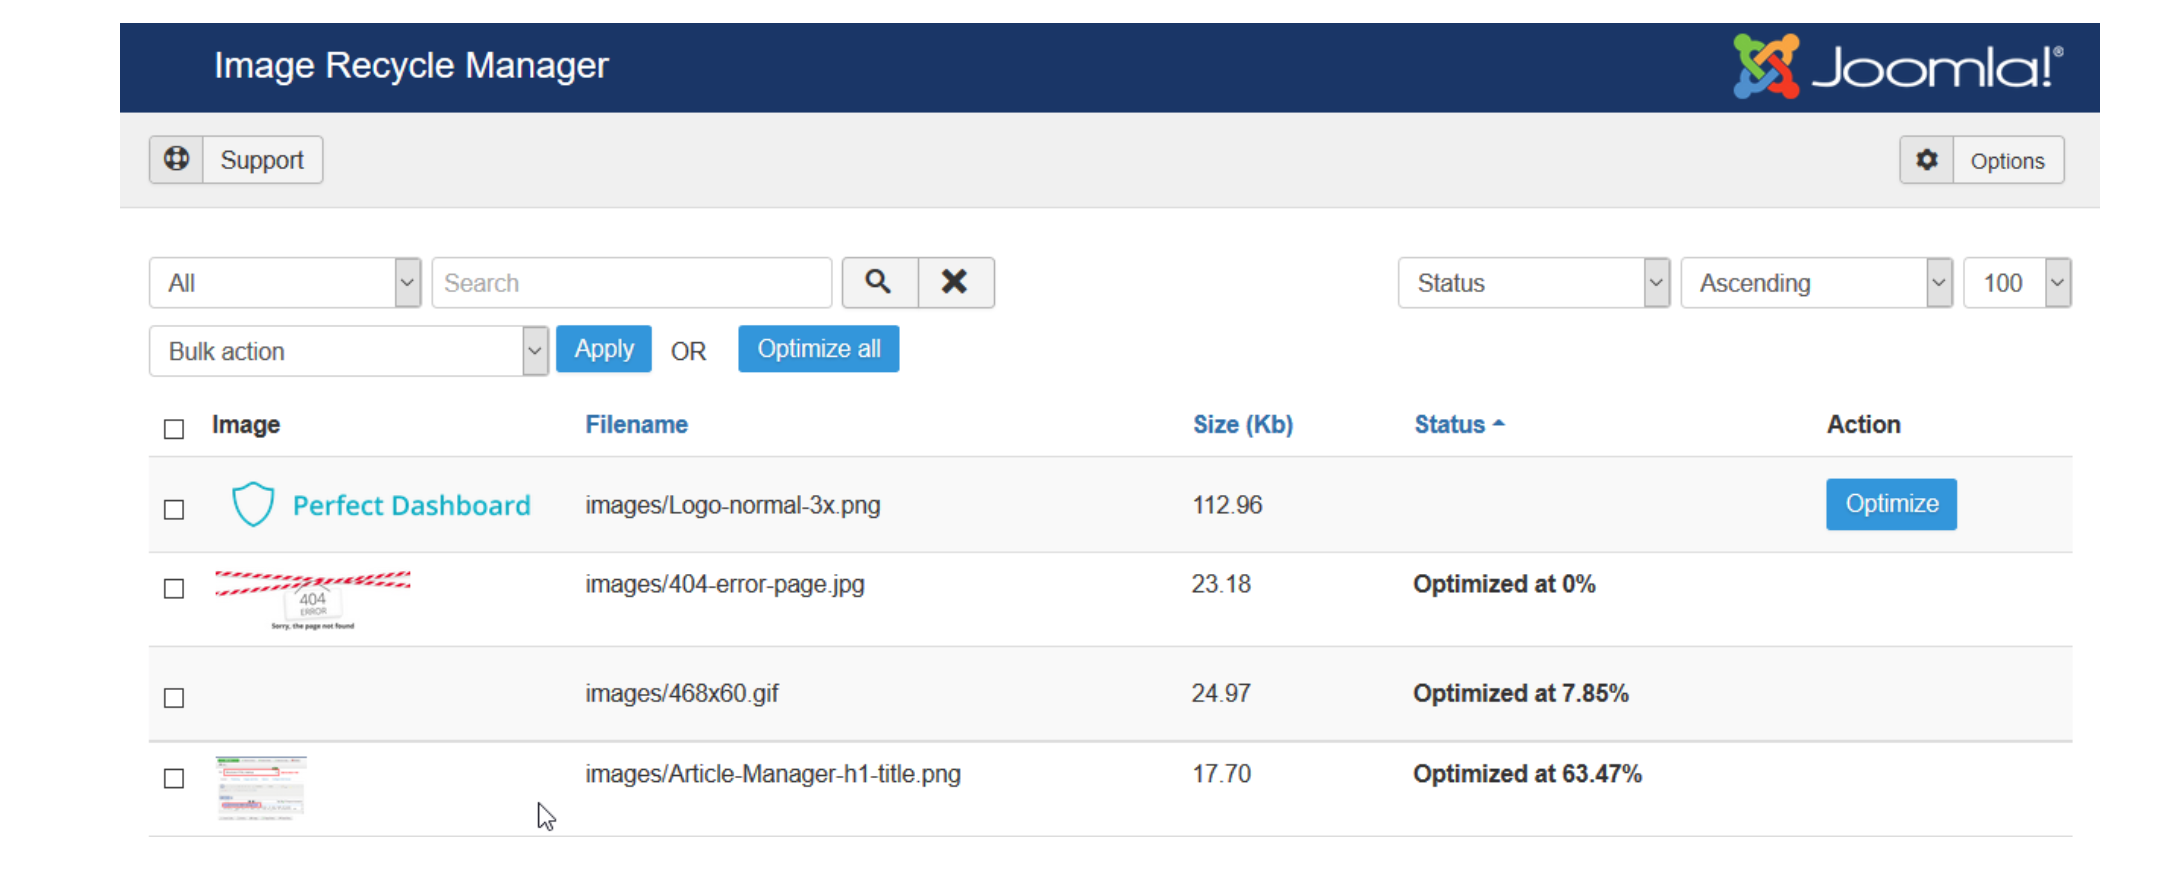 Image Recycle Manager
Joomla!®
Support
Options
All
Search
Status
Ascending
100
Bulk action
Apply
OR
Optimize all
Image
Filename
Size (Kb)
Status
Action
Perfect Dashboard
images/Logo-normal-3x.png
112.96
Optimize
404
ERROR
Sorry, the page not found
images/404-error-page.jpg
23.18
Optimized at 0%
images/468x60.gif
24.97
Optimized at 7.85%
images/Article-Manager-h1-title.png
17.70
Optimized at 63.47%